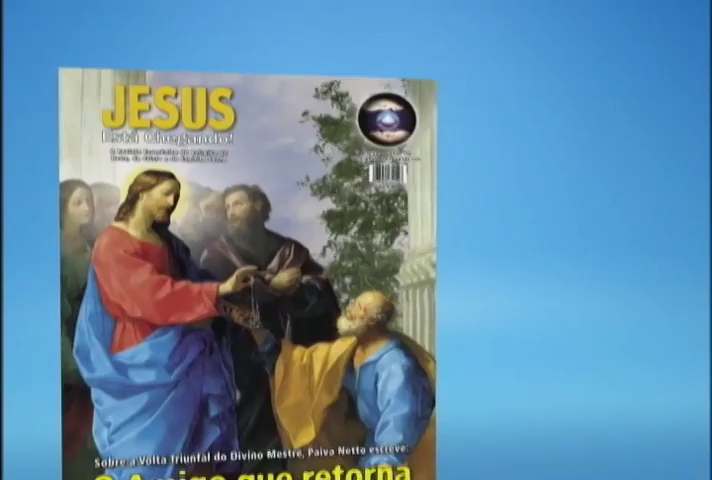 JESUS
Está Chegando!
Sobre a Volta Triunfal do Divino Mestre, Paiva Netto escreve:
O Amigo que retorna